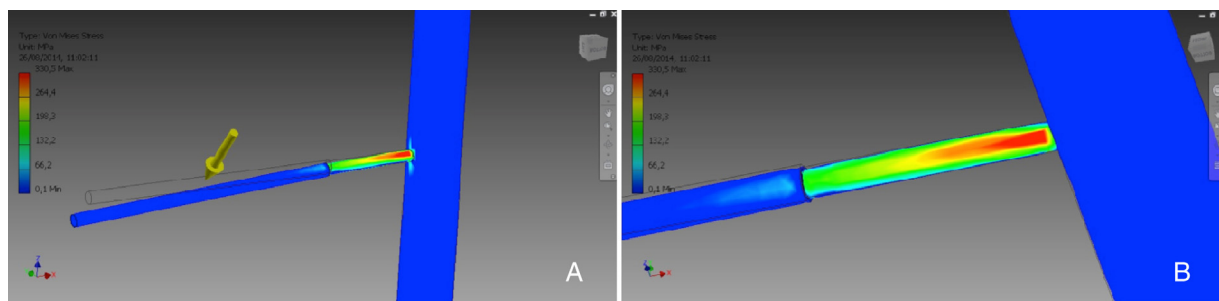 Type: Von Mises Stress
Unit: MPa
26/08/2014, 11:02:11
330,5 Max
264,4
198,3
132,2
66,2
0,1 Min
Z
X
A
Type: Von Mises Stress
Unit: MPa
26/08/2014, 11:02:11
330,5 Max
264,4
198,3
132,2
66,2
0,1 Min
X
B